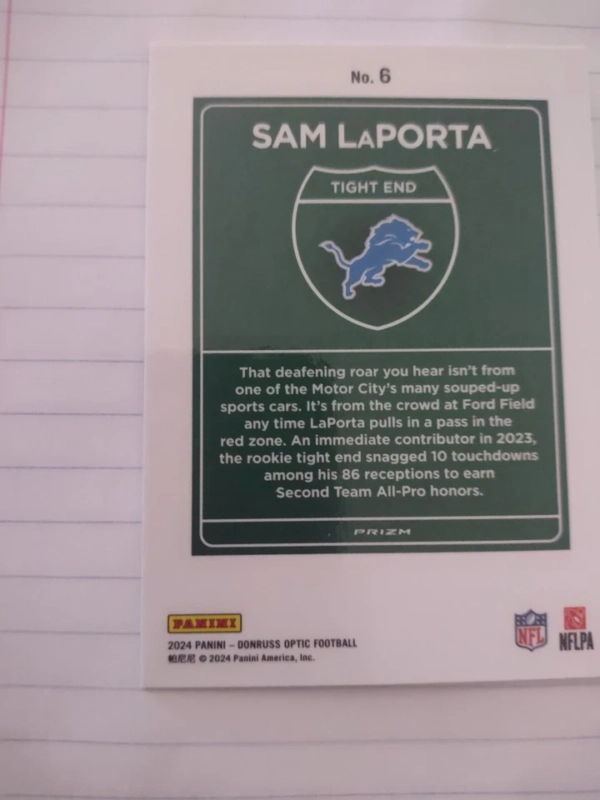 No. 6
SAM LAPORTA
TIGHT END
That deafening roar you hear isn't from
one of the Motor City's many souped-up
sports cars. It's from the crowd at Ford Field
any time LaPorta pulls in a pass in the
red zone. An immediate contributor in 2023,
the rookie tight end snagged 10 touchdowns
among his 86 receptions to earn
Second Team All-Pro honors.
PRIZM
PANINI
2024 PANINI – DONRUSS OPTIC FOOTBALL
帕尼尼 © 2024 Panini America, Inc.
NFL
NFLPA